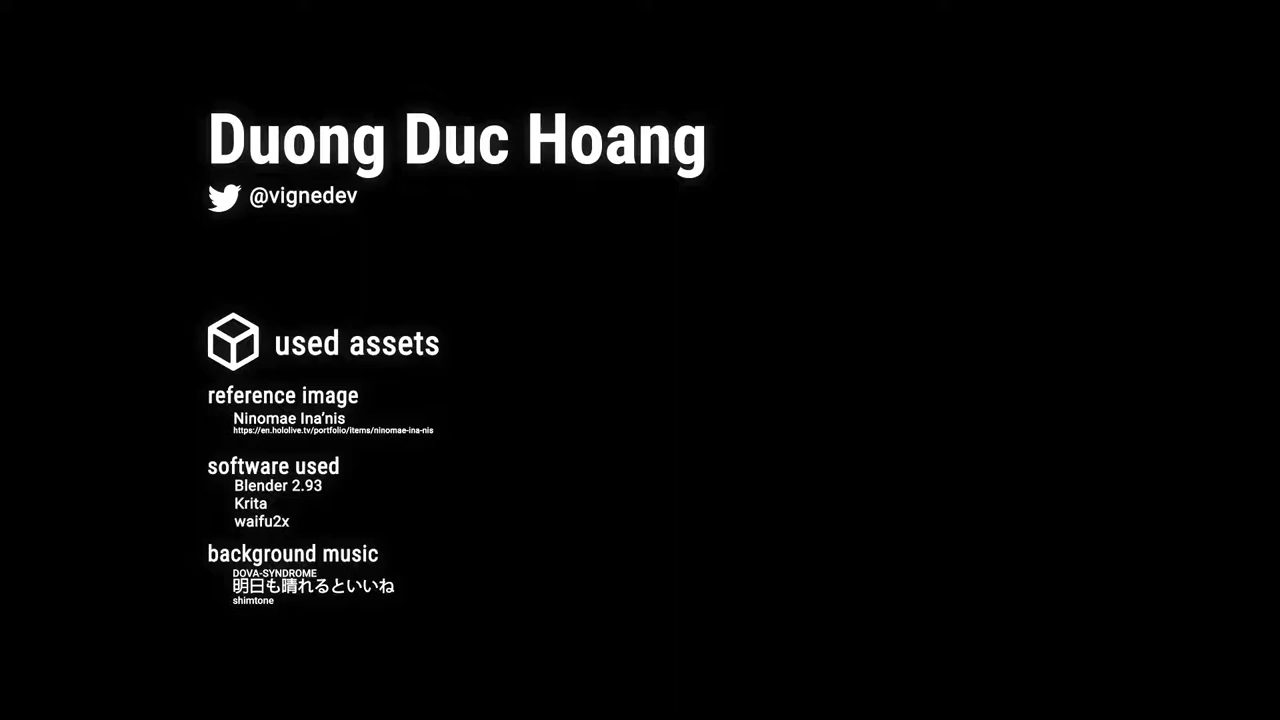 Duong Duc Hoang
@vignedev
used assets
reference image
Ninomae Ina’nis
https://en.hololive.tv/portfolio/items/ninomae-ina-nis
software used
Blender 2.93
Krita
waifu2x
background music
DOVA-SYNDROME
明日も晴れるといいね
shimtone